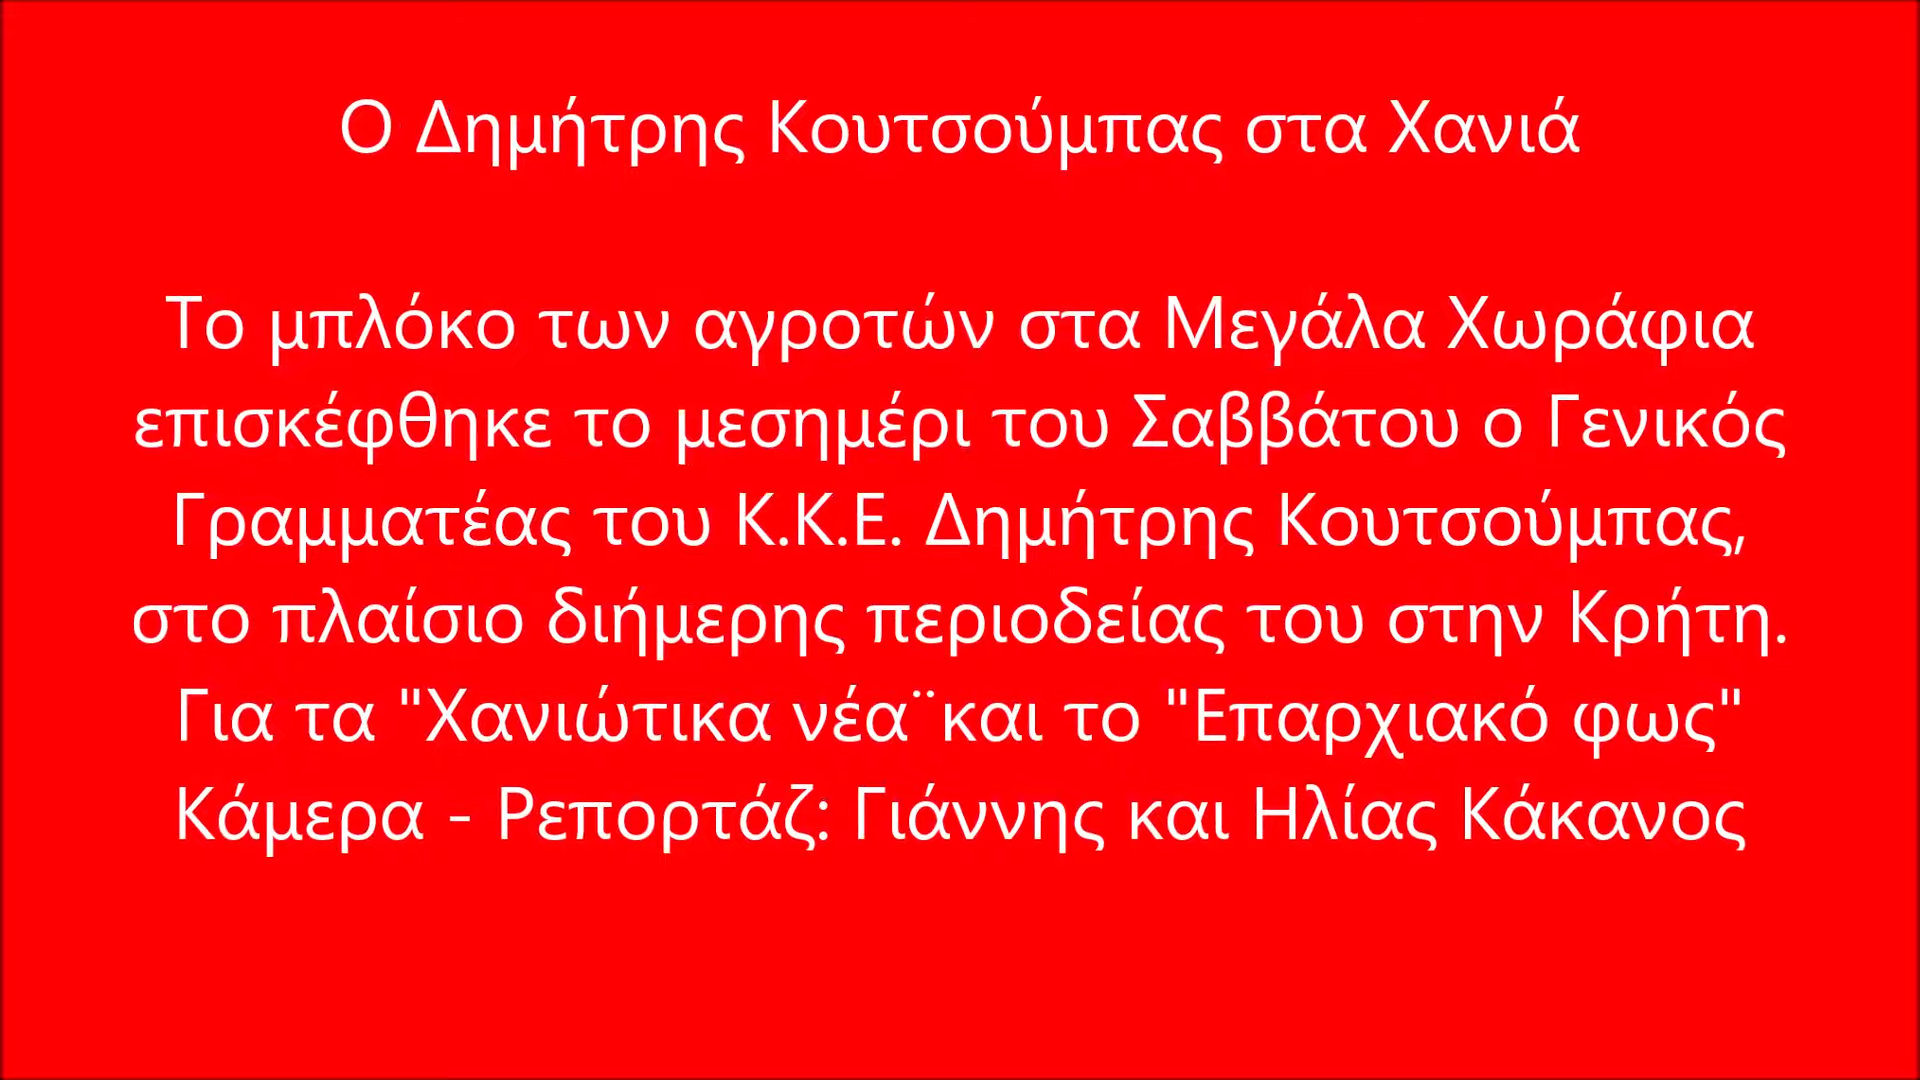 Ο Δημήτρης Κουτσούμπας στα Χανιά
Το μπλόκο των αγροτών στα Μεγάλα Χωράφια
επισκέφθηκε το μεσημέρι του Σαββάτου ο Γενικός
Γραμματέας του Κ.Κ.Ε. Δημήτρης Κουτσούμπας,
στο πλαίσιο διήμερης περιοδείας του στην Κρήτη.
Για τα "Χανιώτικα νέα¨και το "Επαρχιακό φως"
Κάμερα - Ρεπορτάζ: Γιάννης και Ηλίας Κάκανος